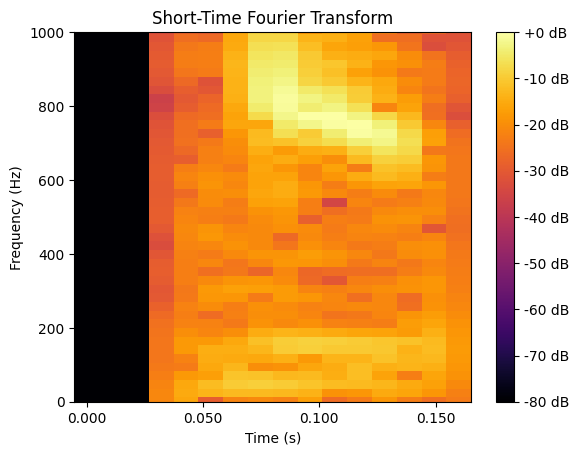 Short-Time Fourier Transform
1000
800
600
400
200
0
Frequency (Hz)
0.000
0.050
0.100
0.150
Time (s)
+0 dB
-10 dB
-20 dB
-30 dB
-40 dB
-50 dB
-60 dB
-70 dB
-80 dB